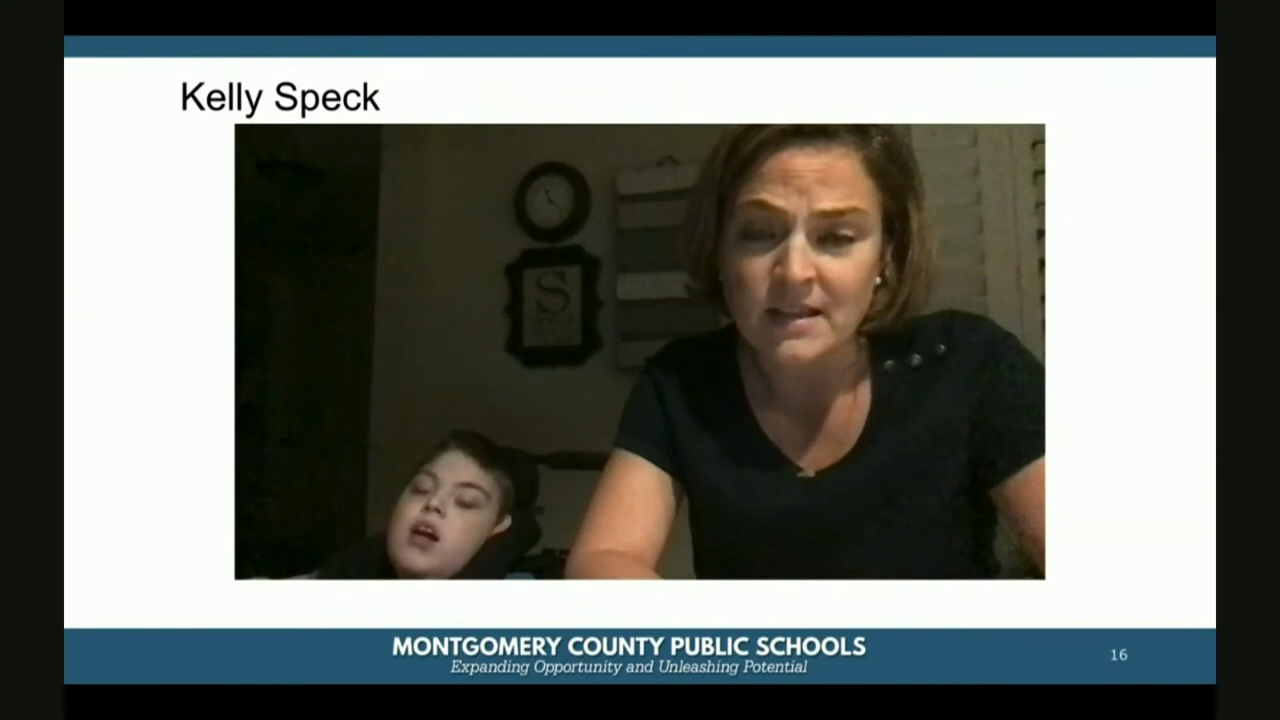 Kelly Speck
S
MONTGOMERY COUNTY PUBLIC SCHOOLS
Expanding Opportunity and Unleashing Potential
16